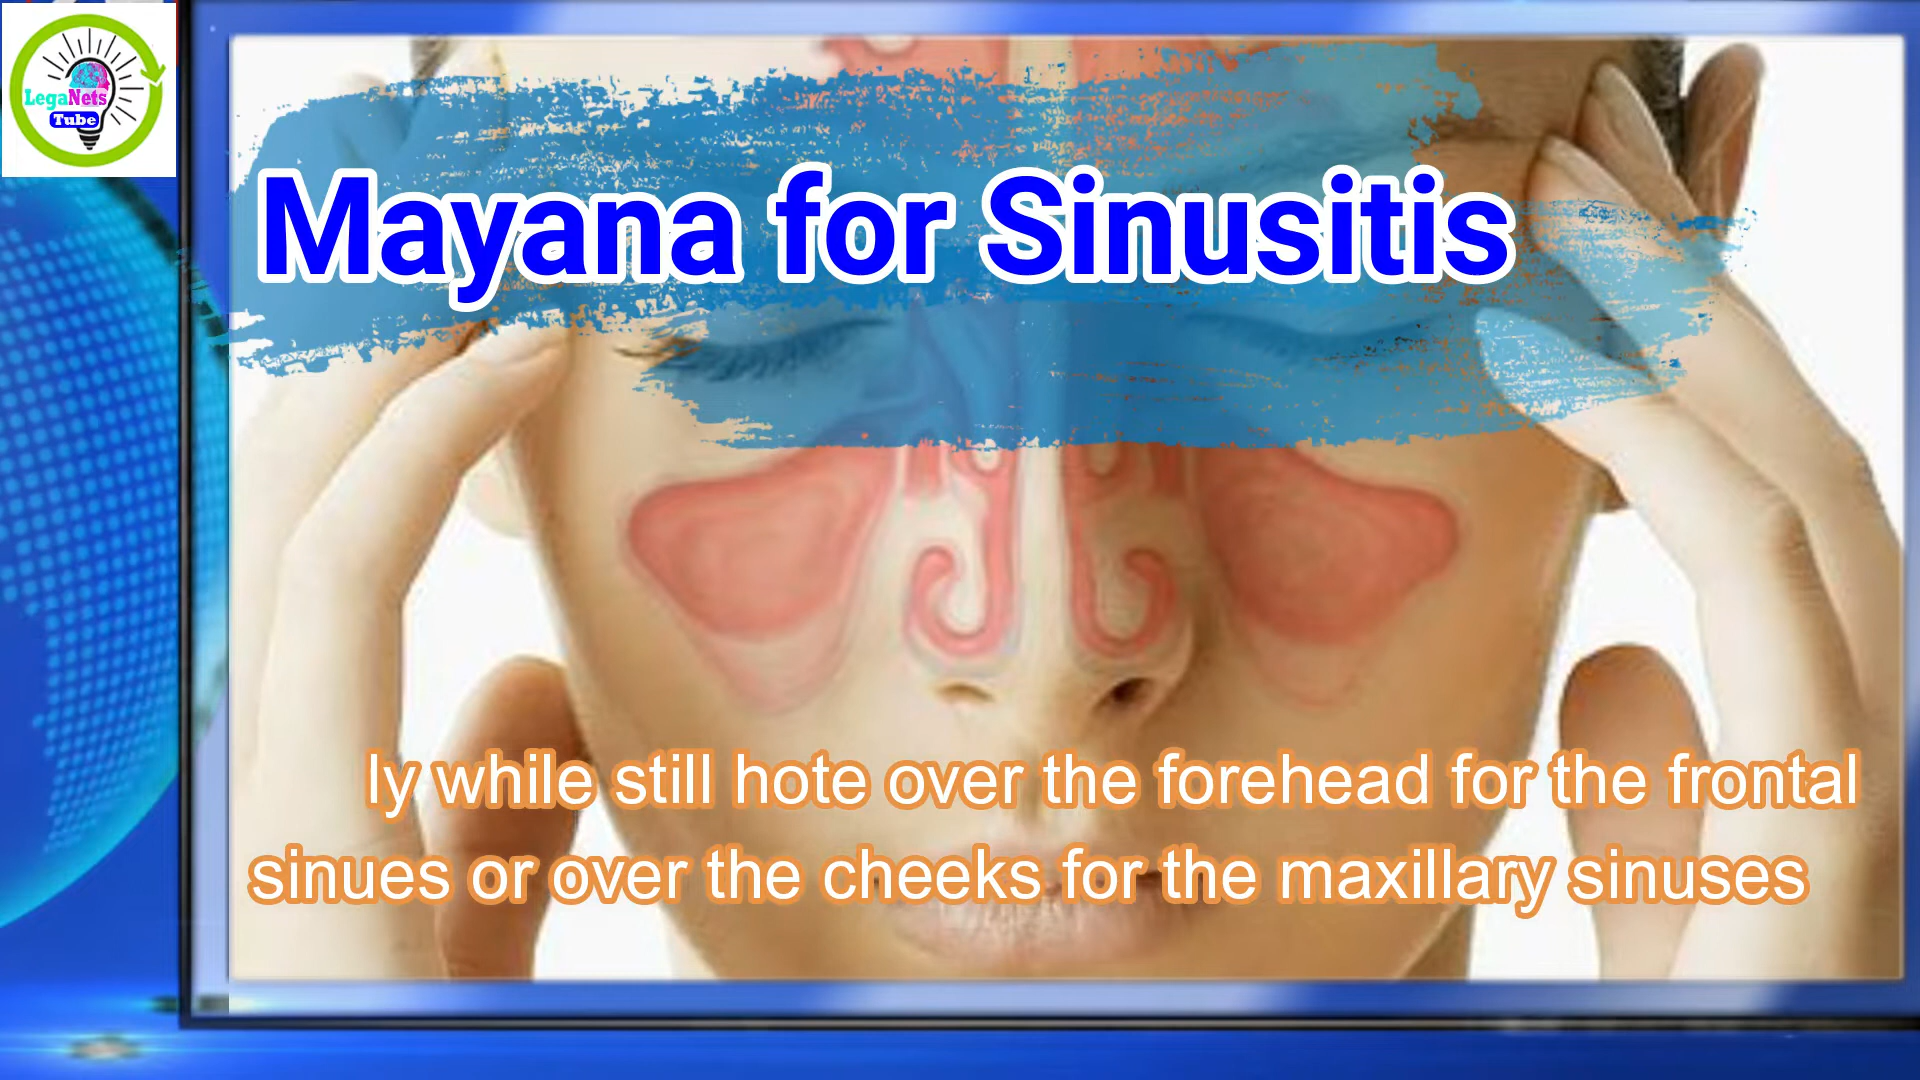 LegaNets
Tube
Mayana for Sinusitis
ly while still hote over the forehead for the frontal
sinues or over the cheeks for the maxillary sinuses